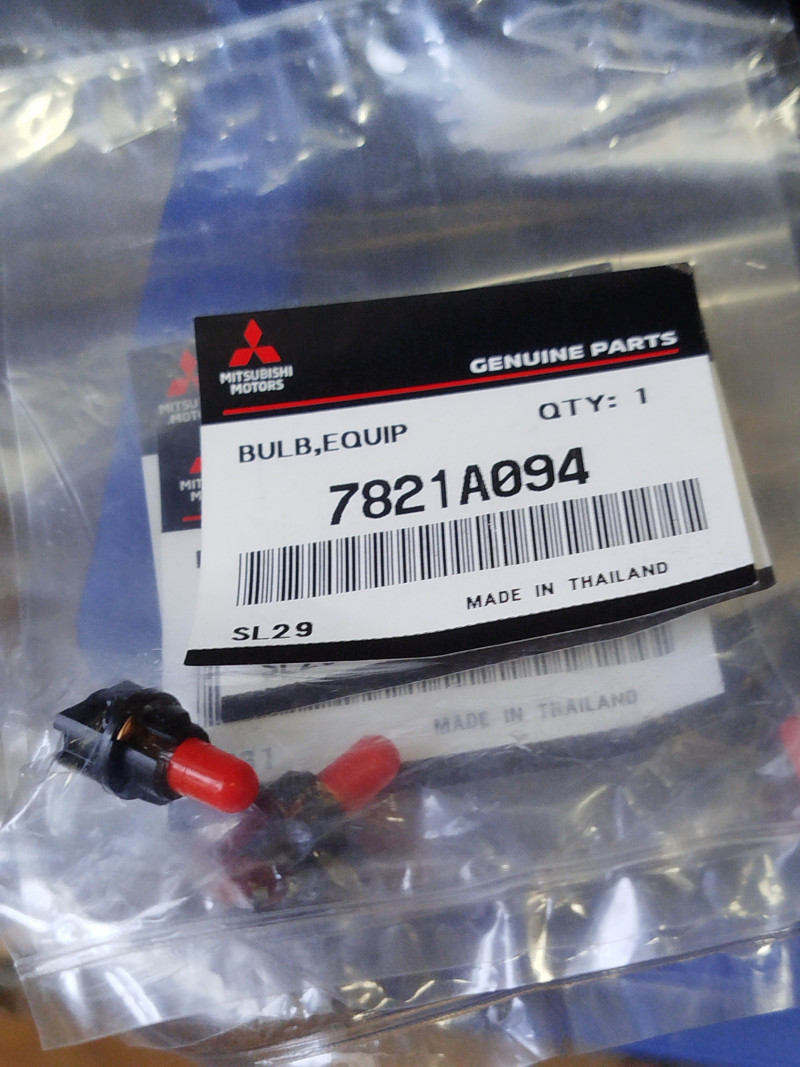 MITSUBISHI
MOTORS
GENUINE PARTS
BULB,EQUIP
QTY: 1
7821A094
MADE IN THAILAND
SL29
MADE IN THAILAND